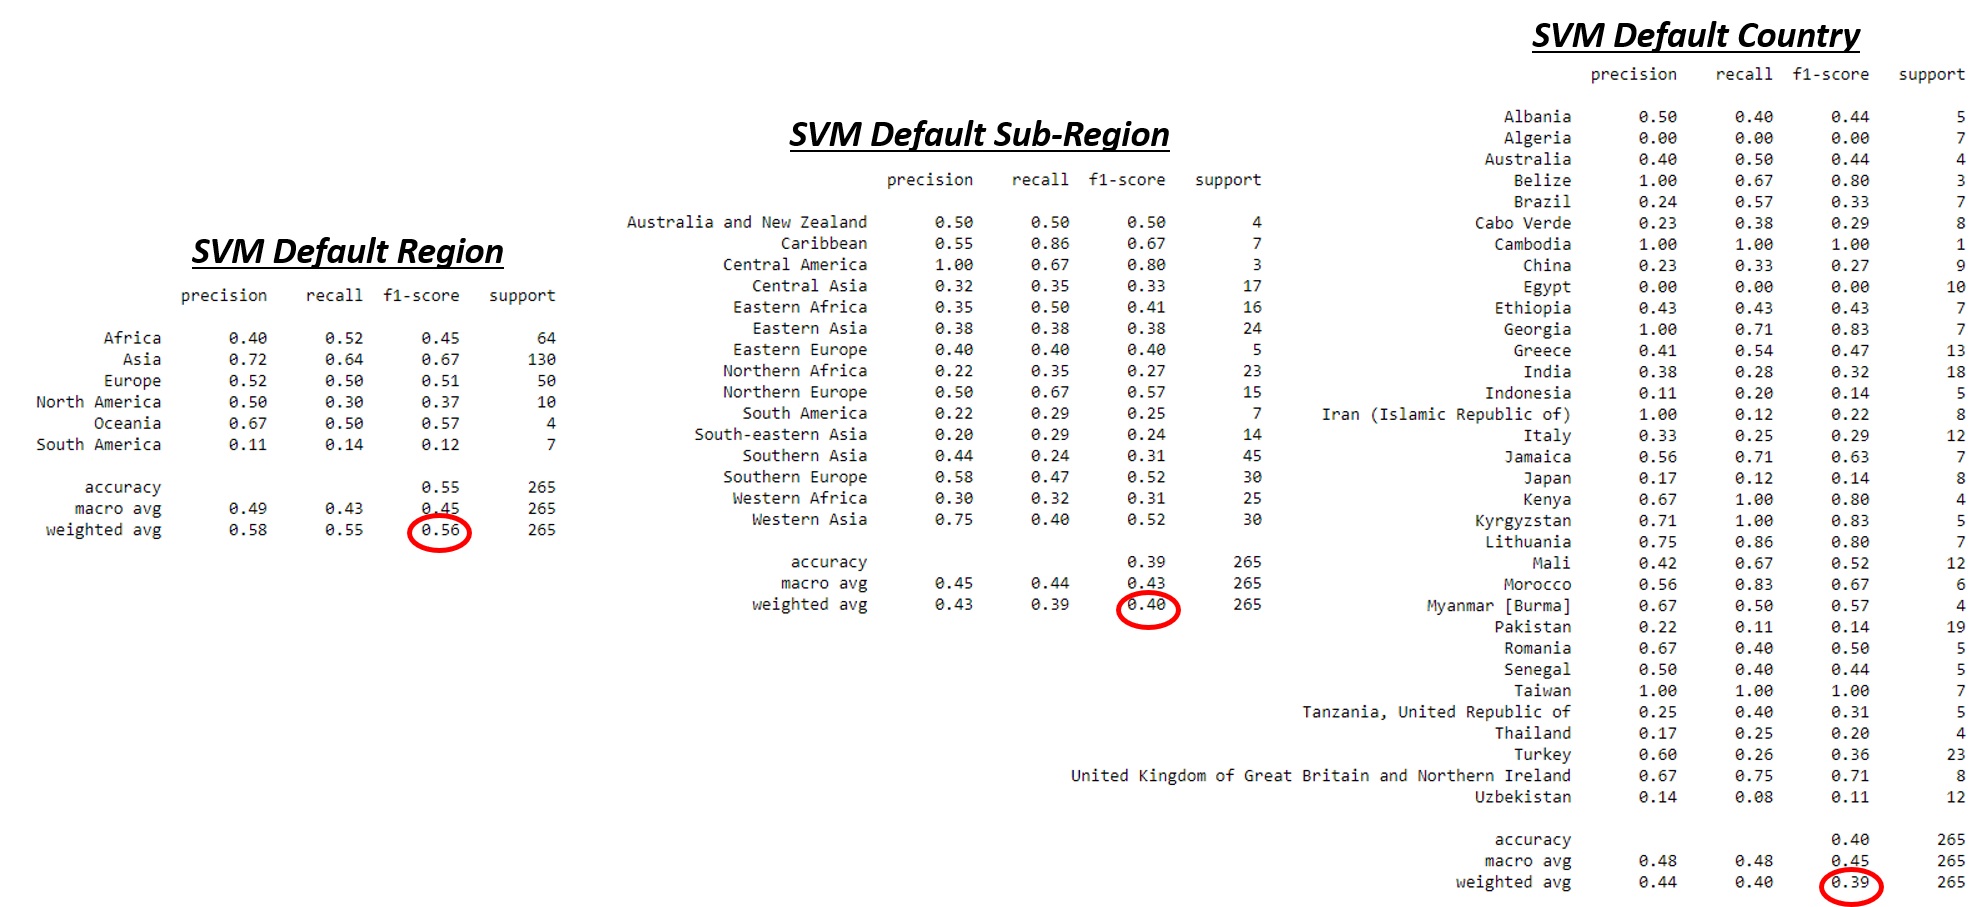 SVM Default Region
precision recall f1-score support
Africa 0.40 0.52 0.45 64
Asia 0.72 0.64 0.67 130
Europe 0.52 0.50 0.51 50
North America 0.50 0.30 0.37 10
Oceania 0.67 0.50 0.57 4
South America 0.11 0.14 0.12 7
accuracy 0.55 265
macro avg 0.49 0.43 0.45 265
weighted avg 0.58 0.55 0.56 265
SVM Default Sub-Region
precision recall f1-score support
Australia and New Zealand 0.50 0.50 0.50 4
Caribbean 0.55 0.86 0.67 7
Central America 1.00 0.67 0.80 3
Central Asia 0.32 0.35 0.33 17
Eastern Africa 0.35 0.50 0.41 16
Eastern Asia 0.38 0.38 0.38 24
Eastern Europe 0.40 0.40 0.40 5
Northern Africa 0.22 0.35 0.27 23
Northern Europe 0.50 0.67 0.57 15
South America 0.22 0.29 0.25 7
South-eastern Asia 0.20 0.29 0.24 14
Southern Asia 0.44 0.24 0.31 45
Southern Europe 0.58 0.47 0.52 30
Western Africa 0.30 0.32 0.31 25
Western Asia 0.75 0.40 0.52 30
accuracy 0.39 265
macro avg 0.45 0.44 0.43 265
weighted avg 0.43 0.39 0.40 265
SVM Default Country
precision recall f1-score support
Albania 0.50 0.40 0.44 5
Algeria 0.00 0.00 0.00 7
Australia 0.40 0.50 0.44 4
Belize 1.00 0.67 0.80 3
Brazil 0.24 0.57 0.33 7
Cabo Verde 0.23 0.38 0.29 8
Cambodia 1.00 1.00 1.00 1
China 0.23 0.33 0.27 9
Egypt 0.00 0.00 0.00 10
Ethiopia 0.43 0.43 0.43 7
Georgia 1.00 0.71 0.83 7
Greece 0.41 0.54 0.47 13
India 0.38 0.28 0.32 18
Indonesia 0.11 0.20 0.14 5
Iran (Islamic Republic of) 1.00 0.12 0.22 8
Italy 0.33 0.25 0.29 12
Jamaica 0.56 0.71 0.63 7
Japan 0.17 0.12 0.14 8
Kenya 0.67 1.00 0.80 4
Kyrgyzstan 0.71 1.00 0.83 5
Lithuania 0.75 0.86 0.80 7
Mali 0.42 0.67 0.52 12
Morocco 0.56 0.83 0.67 6
Myanmar [Burma] 0.67 0.50 0.57 4
Pakistan 0.22 0.11 0.14 19
Romania 0.67 0.40 0.50 5
Senegal 0.50 0.40 0.44 5
Taiwan 1.00 1.00 1.00 7
Tanzania, United Republic of 0.25 0.40 0.31 5
Thailand 0.17 0.25 0.20 4
Turkey 0.60 0.26 0.36 23
United Kingdom of Great Britain and Northern Ireland 0.67 0.75 0.71 8
Uzbekistan 0.14 0.08 0.11 12
accuracy 0.40 265
macro avg 0.48 0.48 0.45 265
weighted avg 0.44 0.40 0.39 265